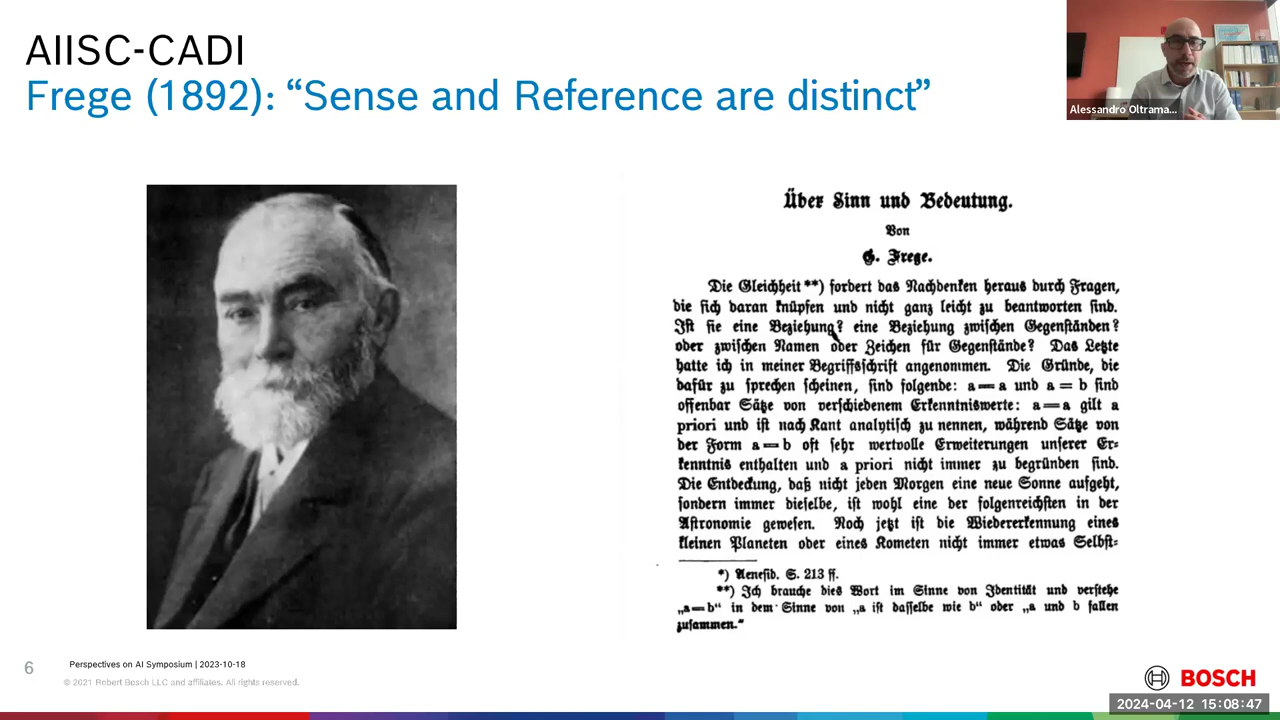 AIISC-CADI
Frege (1892): “Sense and Reference are distinct”
Alessandro Oltrama...
Über Sinn und Bedeutung.
Von
G. Frege.
Die Gleichheit**) fordert das Nachdenken heraus durch Fragen,
die sich daran knüpfen und nicht ganz leicht zu beantworten sind.
Ist sie eine Beziehung? eine Beziehung zwischen Gegenständen?
oder zwischen Namen oder Zeichen für Gegenstände? Das Letzte
hatte ich in meiner Begriffsschrift angenommen. Die Gründe, die
dafür zu sprechen scheinen, sind folgende: a=a und a = b sind
offenbar Sätze von verschiedenem Erkenntniswerte: a=a gilt a
priori und ist nach Kant analytisch zu nennen, während Sätze von
der Form a=b oft sehr wertvolle Erweiterungen unserer Er-
kenntnis enthalten und a priori nicht immer zu begründen sind.
Die Entdeckung, daß nicht jeden Morgen eine neue Sonne aufgeht,
sondern immer dieselbe, ist wohl eine der folgenreichsten in der
Astronomie gewesen. Noch jetzt ist die Wiedererkennung eines
kleinen Planeten oder eines Kometen nicht immer etwas Selbst-
*) Aenesid. S. 213 ff.
**) Ich brauche dies Wort im Sinne von Identität und verstehe
„a=b“ in dem Sinne von „a ist dasselbe wie b“ oder „a und b fallen
zusammen.“
6
Perspectives on AI Symposium | 2023-10-18
© 2021 Robert Bosch LLC and affiliates. All rights reserved.
BOSCH
2024-04-12 15:08:47